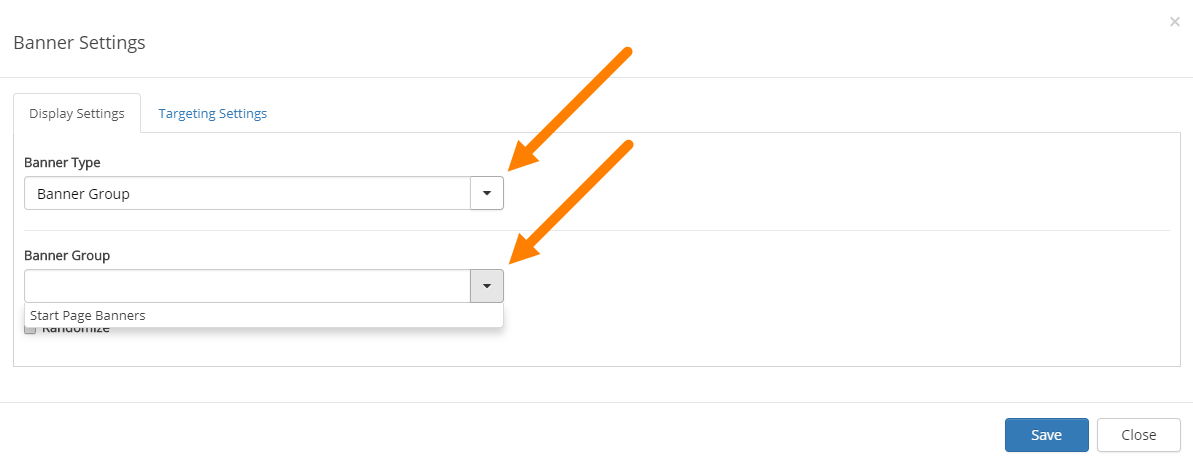 ×
Banner Settings
Display Settings
Targeting Settings
Banner Type
Banner Group
Banner Group
Start Page Banners
Randomize
Save
Close